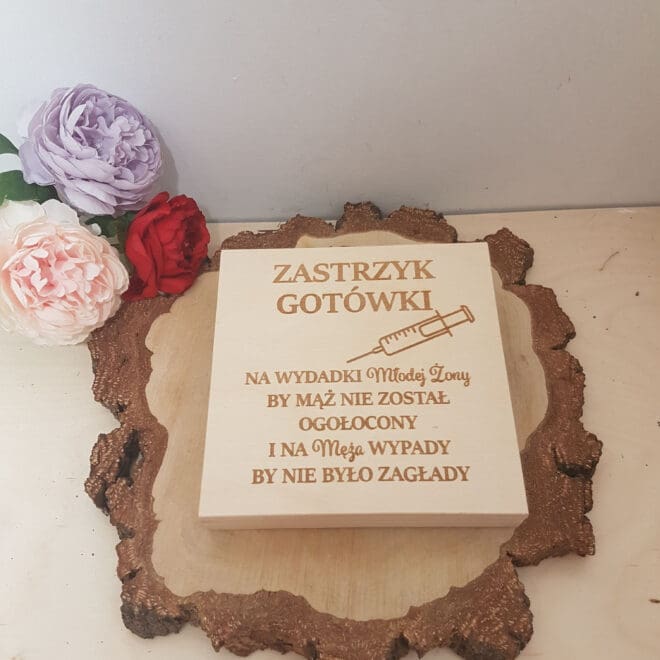 ZASTRZYK
GOTÓWKI
NA WYDADKI Młodej Żony
BY MĄŻ NIE ZOSTAŁ
OGOŁOCONY
I NA Męża WYPADY
BY NIE BYŁO ZAGŁADY